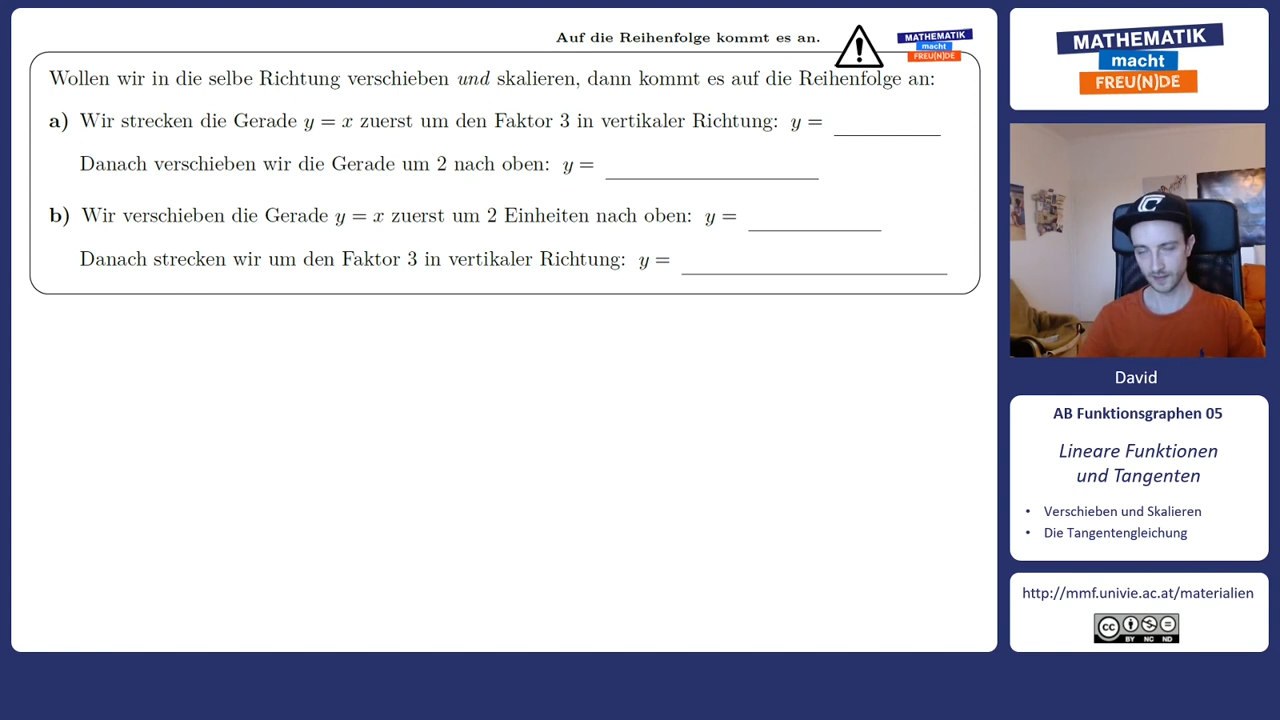 Auf die Reihenfolge kommt es an.
MATHEMATIK
macht
FREU(N)DE
Wollen wir in die selbe Richtung verschieben und skalieren, dann kommt es auf die Reihenfolge an:
a) Wir strecken die Gerade y = x zuerst um den Faktor 3 in vertikaler Richtung: y =
Danach verschieben wir die Gerade um 2 nach oben: y =
b) Wir verschieben die Gerade y = x zuerst um 2 Einheiten nach oben: y =
Danach strecken wir um den Faktor 3 in vertikaler Richtung: y =
MATHEMATIK
macht
FREU(N)DE
David
AB Funktionsgraphen 05
Lineare Funktionen
und Tangenten
• Verschieben und Skalieren
• Die Tangentengleichung
http://mmf.univie.ac.at/materialien
cc
BY NC ND